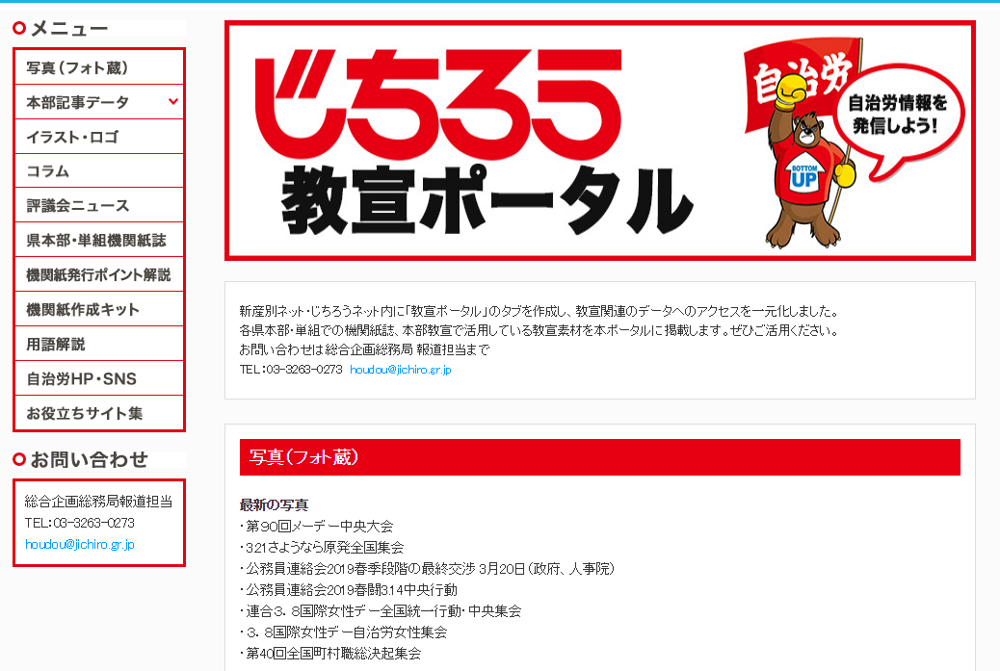 メニュー
写真（フォト蔵）
本部記事データ
イラスト・ロゴ
コラム
評議会ニュース
県本部・単組機関紙誌
機関紙発行ポイント解説
機関紙作成キット
用語解説
自治労HP・SNS
お役立ちサイト集
お問い合わせ
総合企画総務局報道担当
TEL：03-3263-0273
houdou@jichiro.gr.jp
じちろう
教宣ポータル
自治労
自治労情報を
発信しよう！
BOTTOM
UP
新産別ネット・じちろうネット内に「教宣ポータル」のタブを作成し、教宣関連のデータへのアクセスを一元化しました。
各県本部・単組での機関紙誌、本部教宣で活用している教宣素材を本ポータルに掲載します。ぜひご活用ください。
お問い合わせは総合企画総務局 報道担当まで
TEL：03-3263-0273 houdou@jichiro.gr.jp
写真（フォト蔵）
最新の写真
・第９０回メーデー中央大会
・321さようなら原発全国集会
・公務員連絡会2019春季段階の最終交渉 3月20日（政府、人事院）
・公務員連絡会2019春闘3.14中央行動
・連合３．８国際女性デー全国統一行動・中央集会
・３．８国際女性デー自治労女性集会
・第40回全国町村職総決起集会